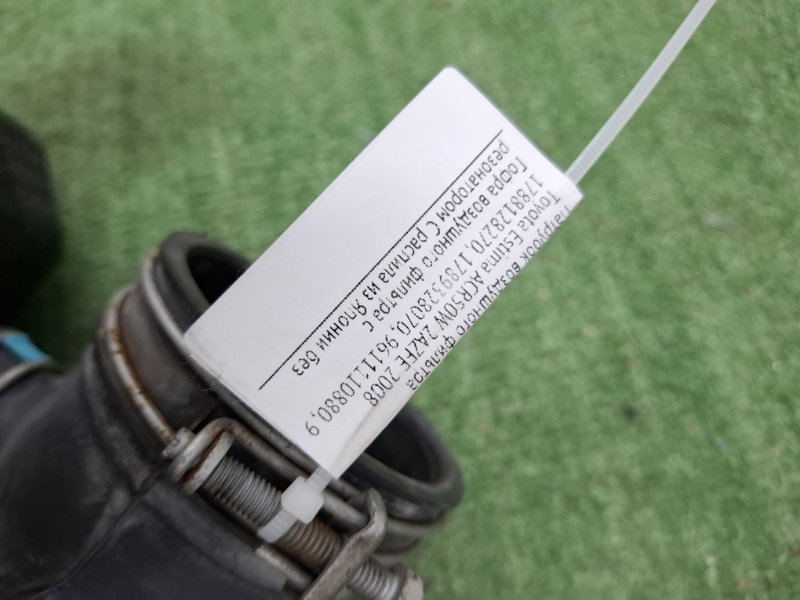 Патрубок воздушного фильтра
Toyota Estima ACR50W 2AZFE 2008
1788128270, 1789328070, 9611110880, 9
Гофра воздушного фильтра с
резонатором С распила из Японии без